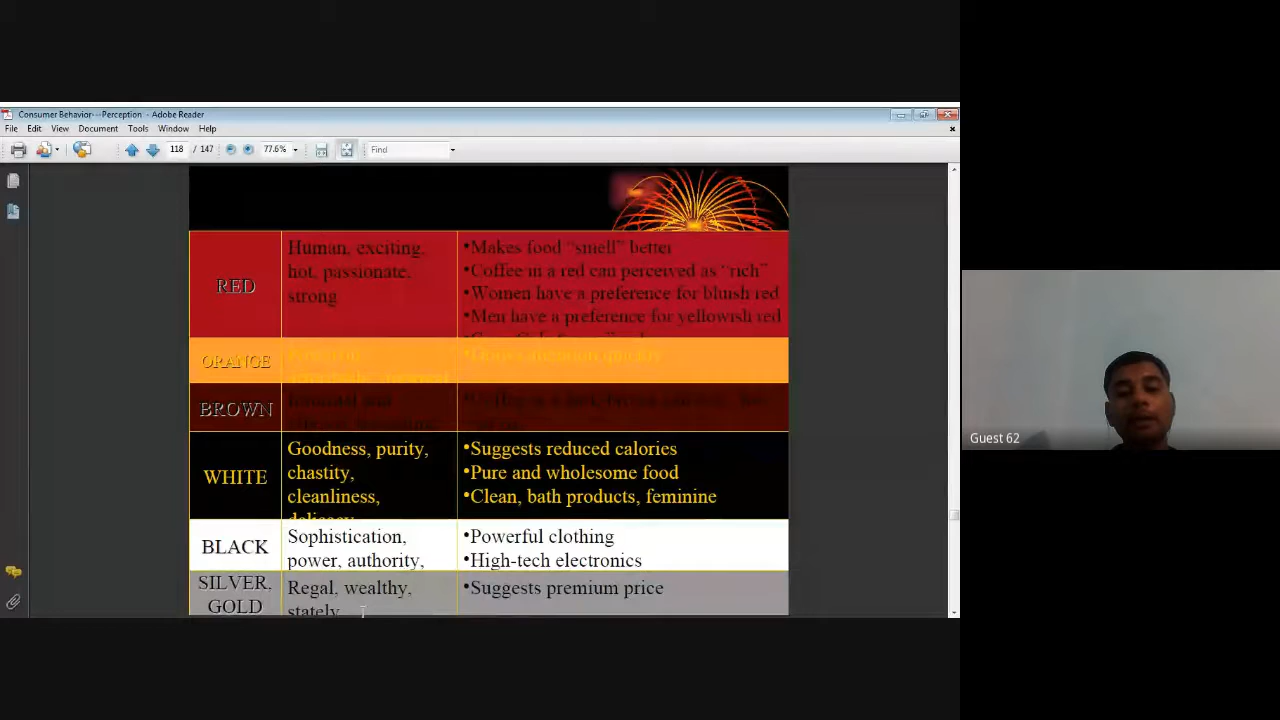 Consumer Behavior---Perception - Adobe Reader
File Edit View Document Tools Window Help
118 / 147 77.6% Find
RED
Human, exciting,
hot, passionate,
strong
•Makes food “smell” better
•Coffee in a red can perceived as “rich”
•Women have a preference for bluish red
•Men have a preference for yellowish red
ORANGE
•Draws attention quickly
BROWN
WHITE
Goodness, purity,
chastity,
cleanliness,
delicacy
•Suggests reduced calories
•Pure and wholesome food
•Clean, bath products, feminine
BLACK
Sophistication,
power, authority,
•Powerful clothing
•High-tech electronics
SILVER,
GOLD
Regal, wealthy,
stately
•Suggests premium price
Guest 62